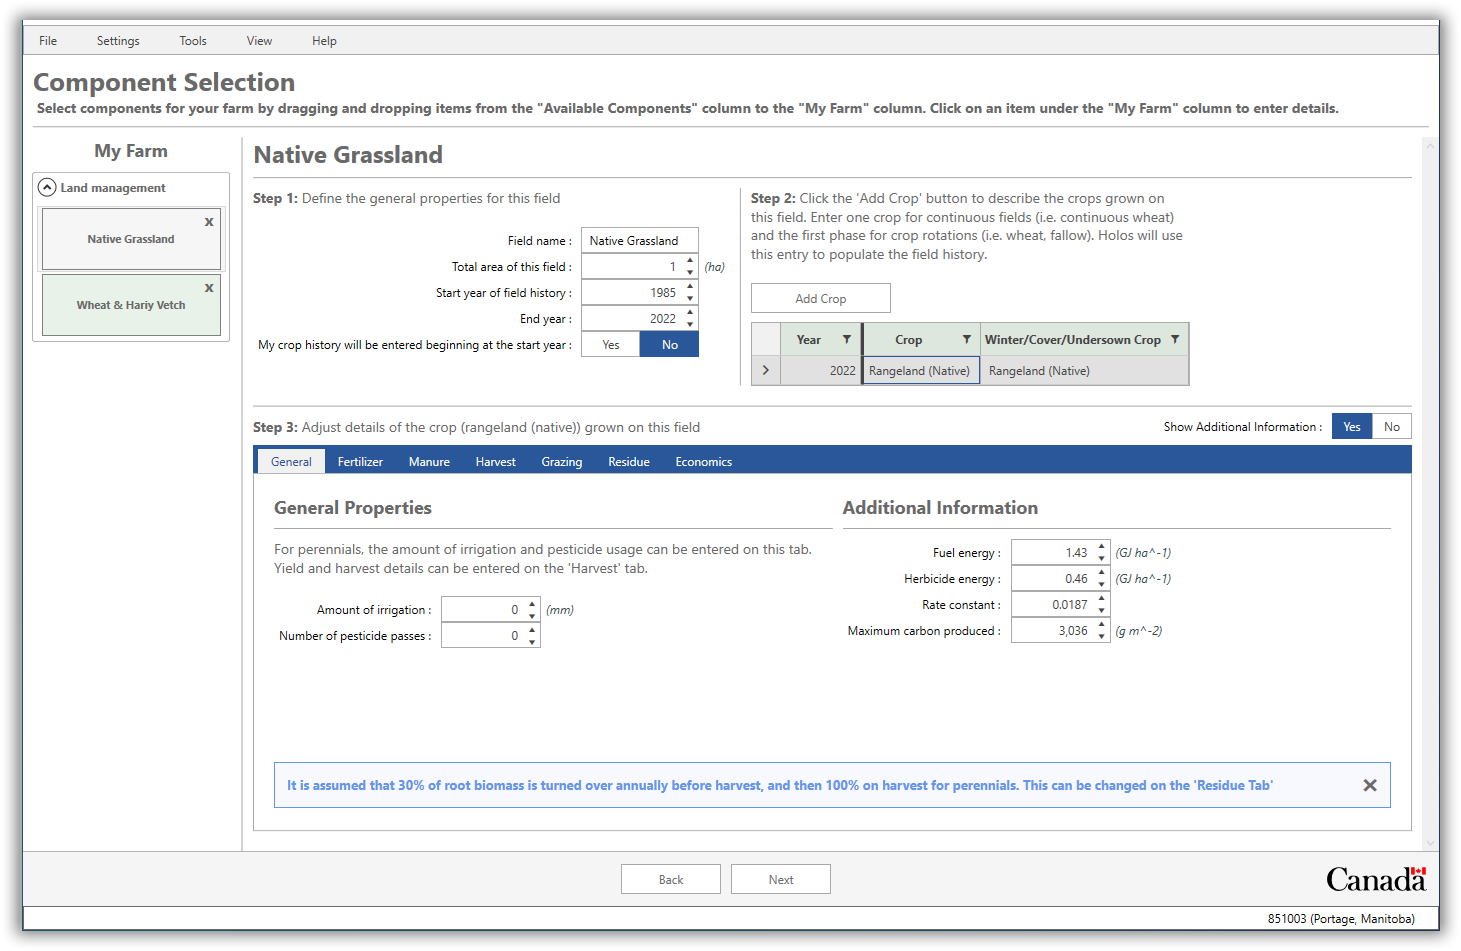 File Settings Tools View Help
Component Selection
Select components for your farm by dragging and dropping items from the "Available Components" column to the "My Farm" column. Click on an item under the "My Farm" column to enter details.
My Farm
Land management
Native Grassland x
Wheat & Hariy Vetch x
Native Grassland
Step 1: Define the general properties for this field
Field name : Native Grassland
Total area of this field : 1 (ha)
Start year of field history : 1985
End year : 2022
My crop history will be entered beginning at the start year : Yes No
Step 2: Click the 'Add Crop' button to describe the crops grown on
this field. Enter one crop for continuous fields (i.e. continuous wheat)
and the first phase for crop rotations (i.e. wheat, fallow). Holos will use
this entry to populate the field history.
Add Crop
Year Crop Winter/Cover/Undersown Crop
2022 Rangeland (Native) Rangeland (Native)
Step 3: Adjust details of the crop (rangeland (native)) grown on this field
Show Additional Information : Yes No
General Fertilizer Manure Harvest Grazing Residue Economics
General Properties
For perennials, the amount of irrigation and pesticide usage can be entered on this tab.
Yield and harvest details can be entered on the 'Harvest' tab.
Amount of irrigation : 0 (mm)
Number of pesticide passes : 0
Additional Information
Fuel energy : 1.43 (GJ ha^-1)
Herbicide energy : 0.46 (GJ ha^-1)
Rate constant : 0.0187
Maximum carbon produced : 3,036 (g m^-2)
It is assumed that 30% of root biomass is turned over annually before harvest, and then 100% on harvest for perennials. This can be changed on the 'Residue Tab'
Back Next
Canada
851003 (Portage, Manitoba)